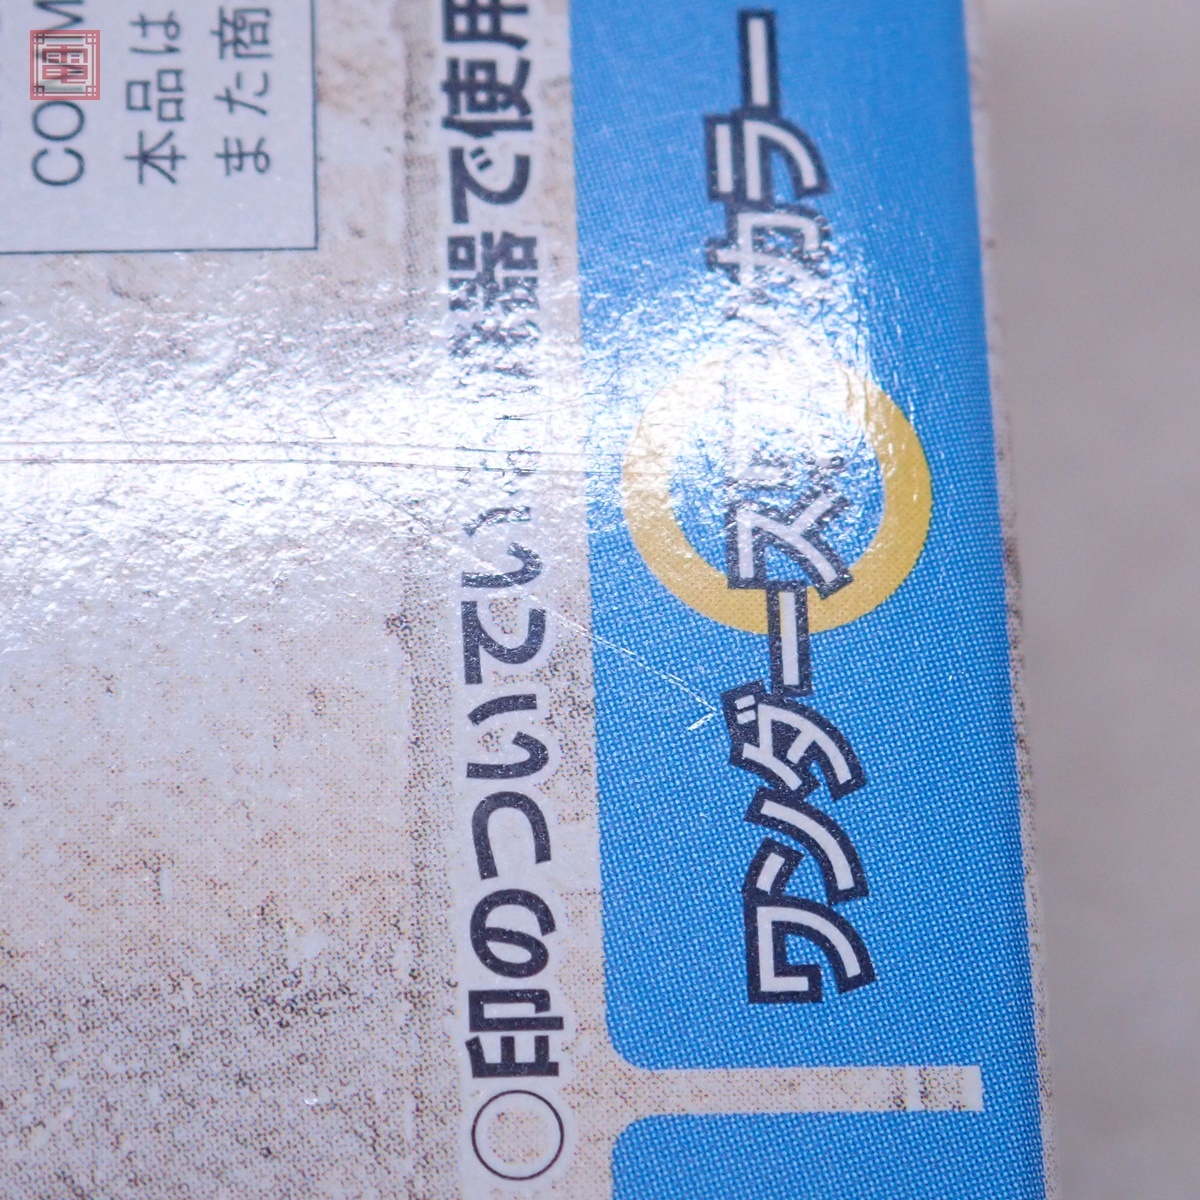 COM
本品は
また商
○印のついている機器で使用
ワンダースワンカラー
電